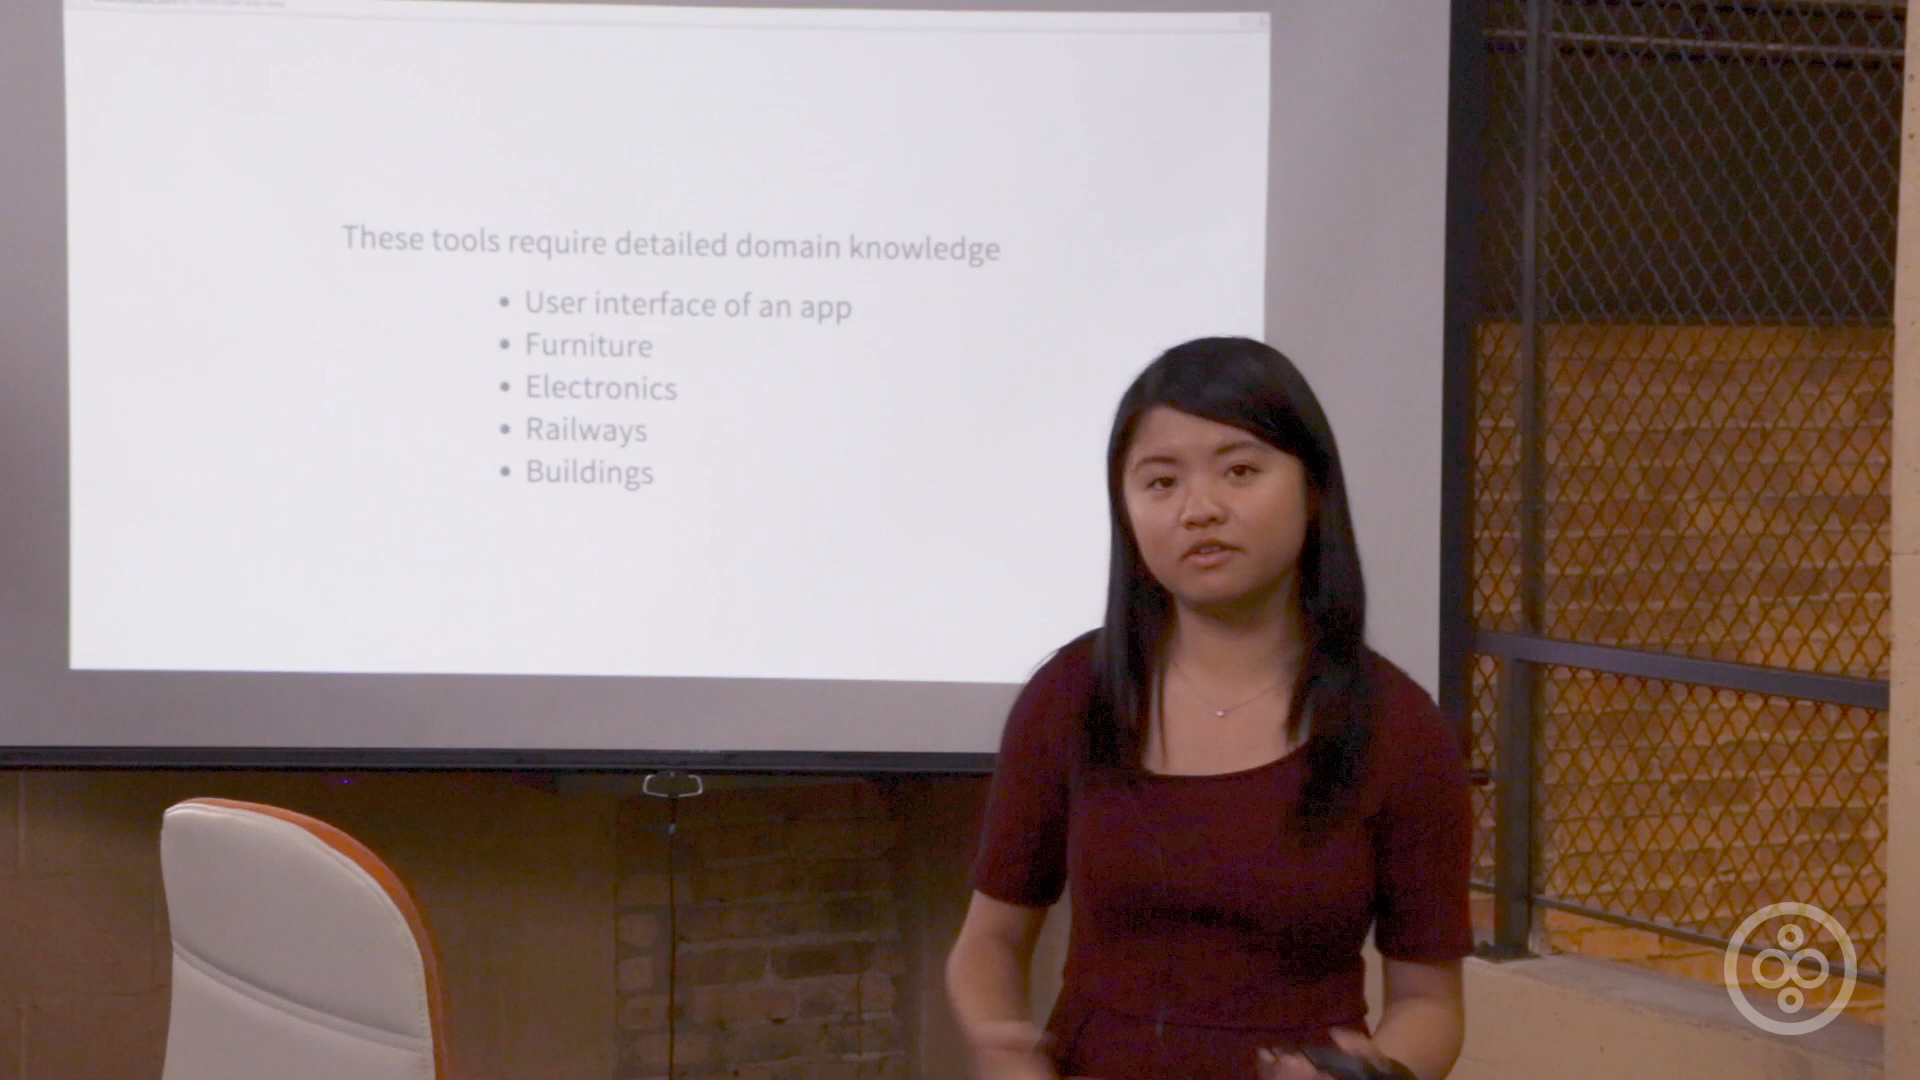 These tools require detailed domain knowledge
• User interface of an app
• Furniture
• Electronics
• Railways
• Buildings